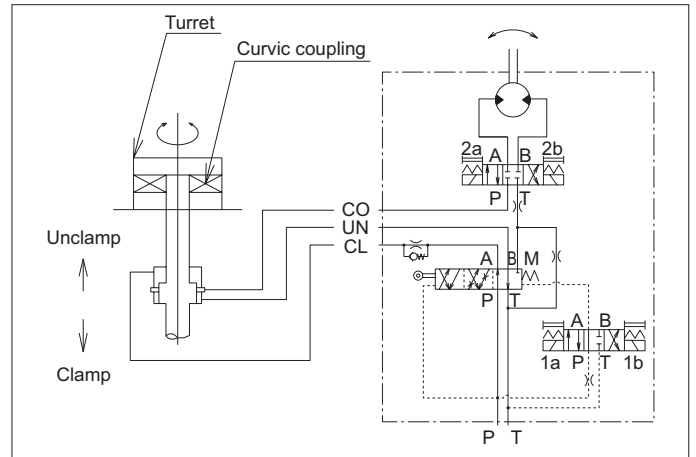 Turret
Curvic coupling
2a A B 2b
P T
CO
UN
CL
Unclamp
A B M
P T
A B
1a P T 1b
Clamp
P T